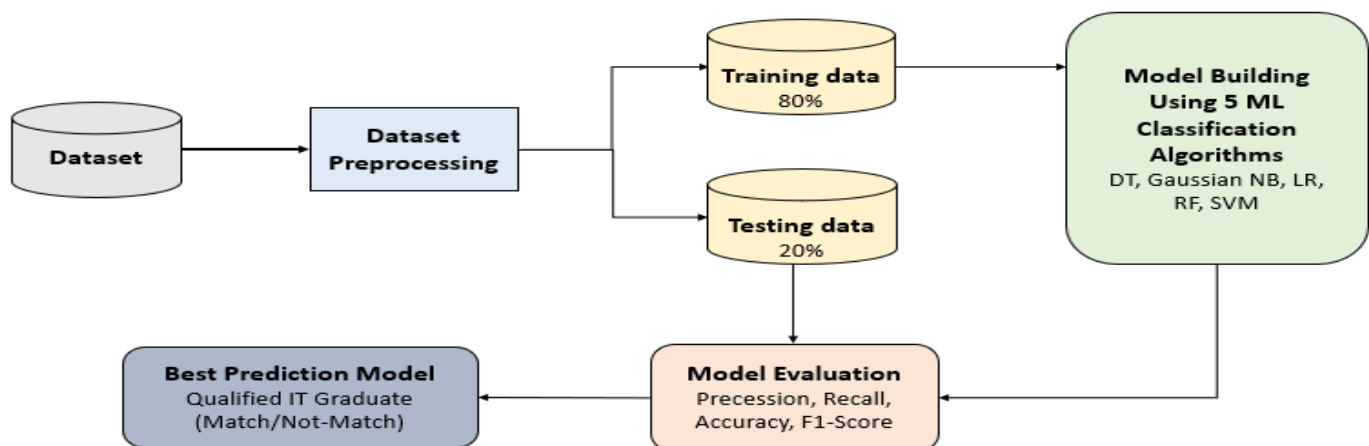 Dataset
Dataset
Preprocessing
Training data
80%
Testing data
20%
Model Building
Using 5 ML
Classification
Algorithms
DT, Gaussian NB, LR,
RF, SVM
Model Evaluation
Precession, Recall,
Accuracy, F1-Score
Best Prediction Model
Qualified IT Graduate
(Match/Not-Match)